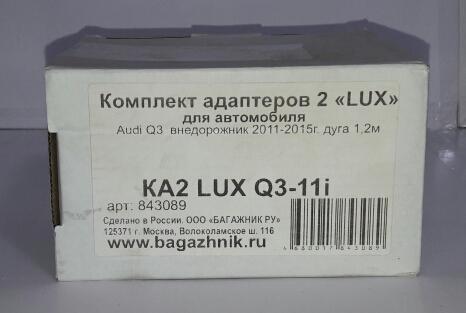 Комплект адаптеров 2 «LUX»
для автомобиля
Audi Q3 внедорожник 2011-2015г. дуга 1,2м
КА2 LUX Q3-11i
арт: 843089
Сделано в России. ООО «БАГАЖНИК РУ»
125371 г. Москва, Волоколамское ш. 116
www.bagazhnik.ru
4680017843089